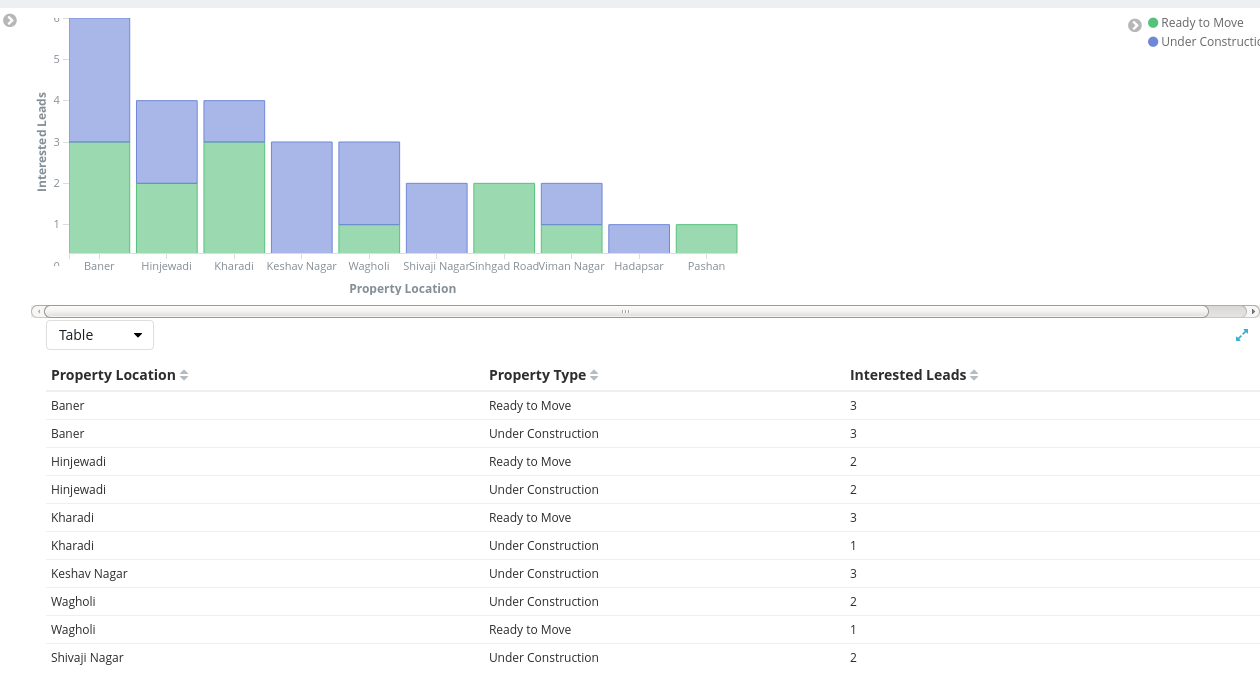 Ready to Move
Under Constructio
6
5
4
3
2
1
0
Interested Leads
Baner Hinjewadi Kharadi Keshav Nagar Wagholi Shivaji Nagar Sinhgad Road Viman Nagar Hadapsar Pashan
Property Location
Table
Property Location Property Type Interested Leads
Baner Ready to Move 3
Baner Under Construction 3
Hinjewadi Ready to Move 2
Hinjewadi Under Construction 2
Kharadi Ready to Move 3
Kharadi Under Construction 1
Keshav Nagar Under Construction 3
Wagholi Under Construction 2
Wagholi Ready to Move 1
Shivaji Nagar Under Construction 2